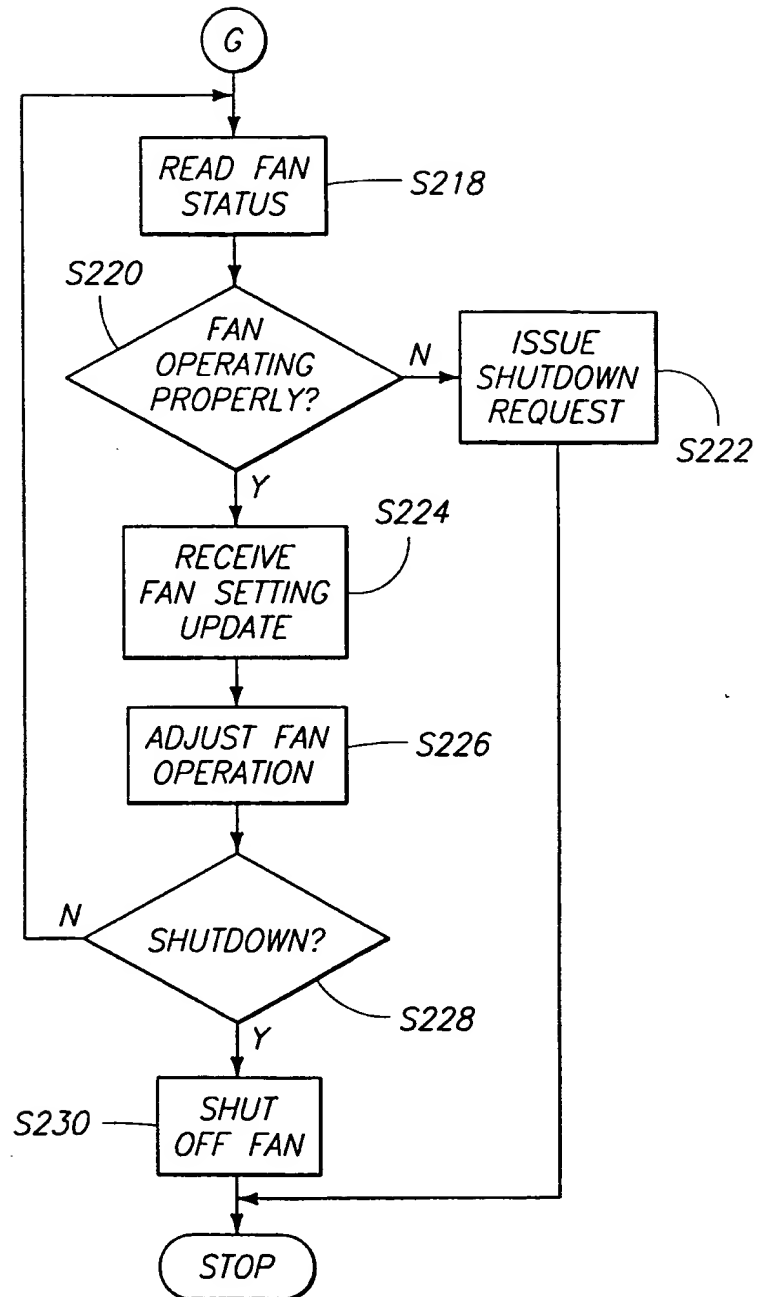 G
READ FAN
STATUS
S218
S220
FAN
OPERATING
PROPERLY?
N
ISSUE
SHUTDOWN
REQUEST
S222
Y
S224
RECEIVE
FAN SETTING
UPDATE
ADJUST FAN
OPERATION
S226
N
SHUTDOWN?
S228
Y
S230
SHUT
OFF FAN
STOP